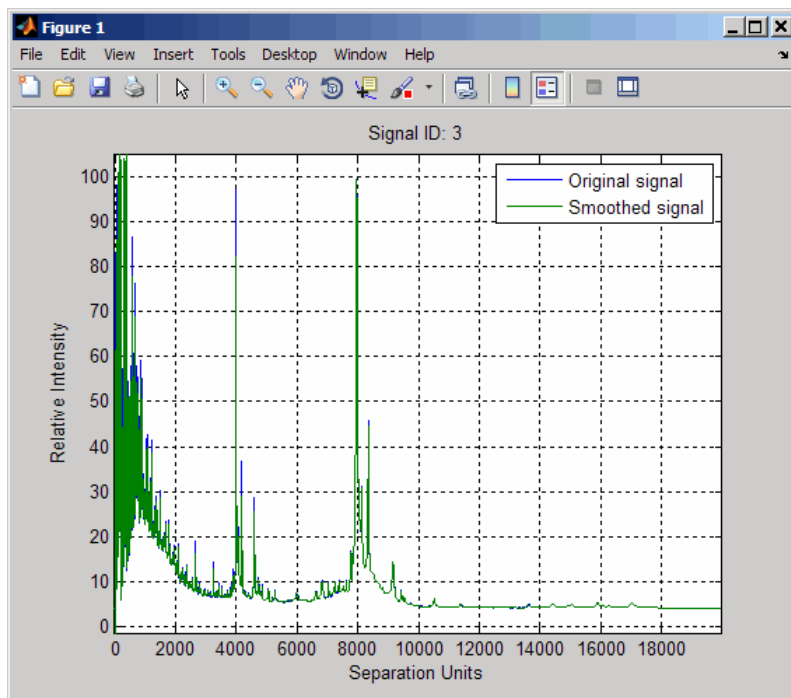 Figure 1
File Edit View Insert Tools Desktop Window Help
Signal ID: 3
Original signal
Smoothed signal
100
90
80
70
60
50
40
30
20
10
0
Relative Intensity
0 2000 4000 6000 8000 10000 12000 14000 16000 18000
Separation Units